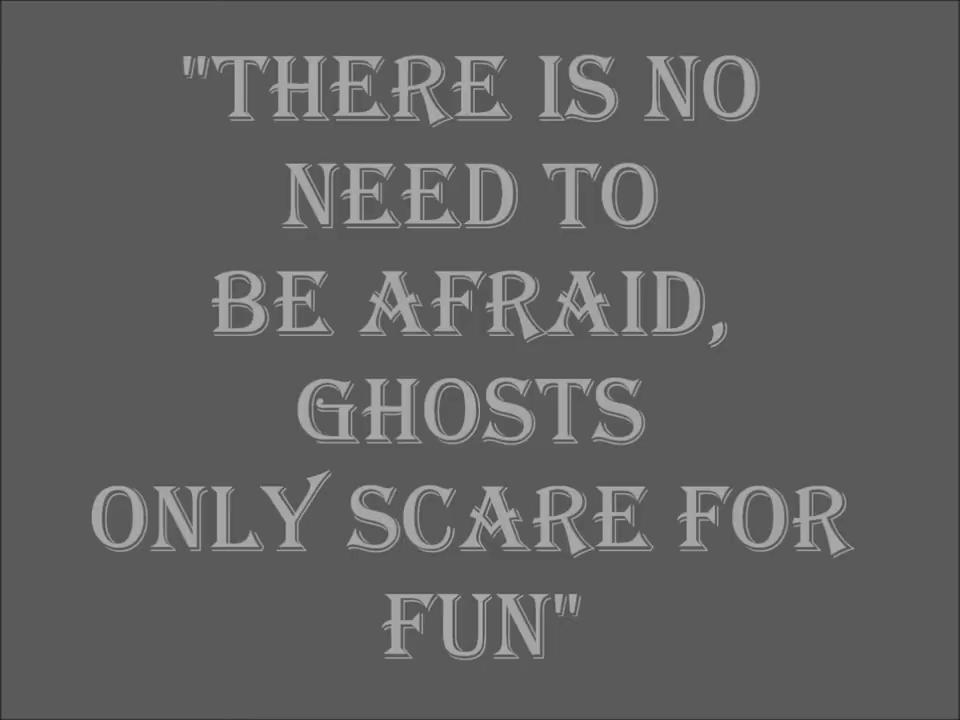 "THERE IS NO
NEED TO
BE AFRAID,
GHOSTS
ONLY SCARE FOR
FUN"